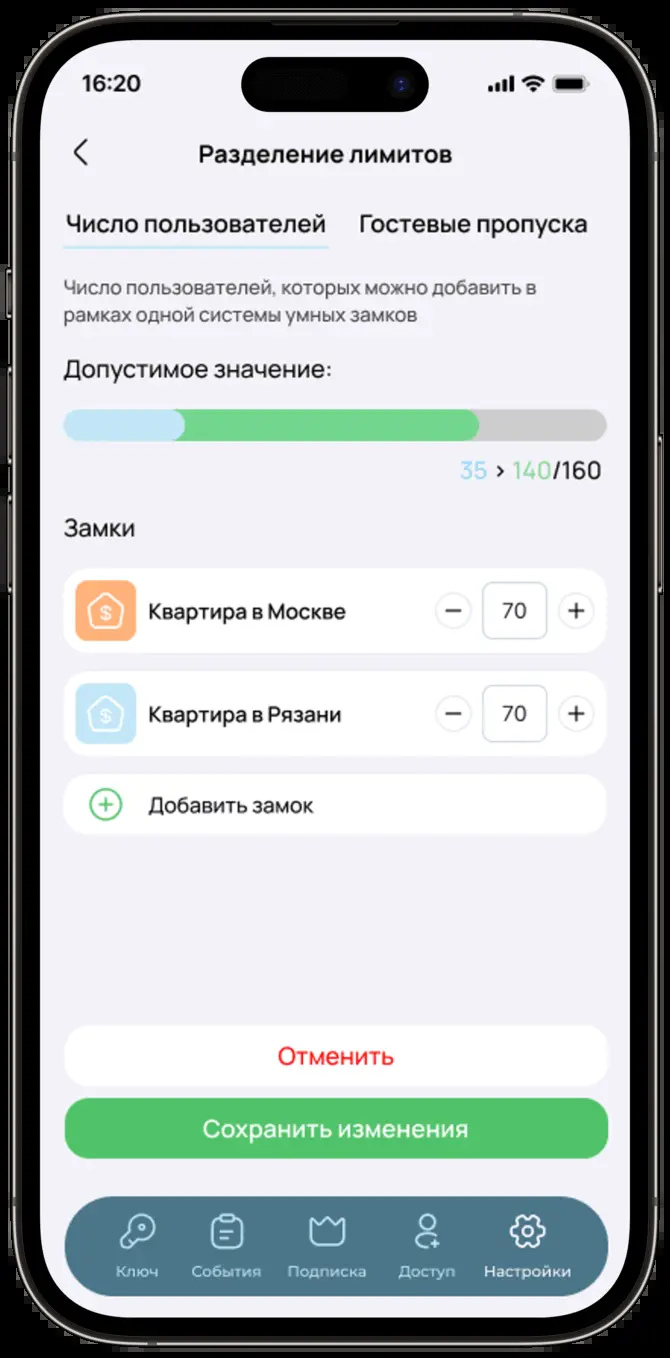 16:20
Разделение лимитов
Число пользователей Гостевые пропуска
Число пользователей, которых можно добавить в
рамках одной системы умных замков
Допустимое значение:
35 > 140/160
Замки
$ Квартира в Москве − 70 +
$ Квартира в Рязани − 70 +
Добавить замок
Отменить
Сохранить изменения
Ключ События Подписка Доступ Настройки